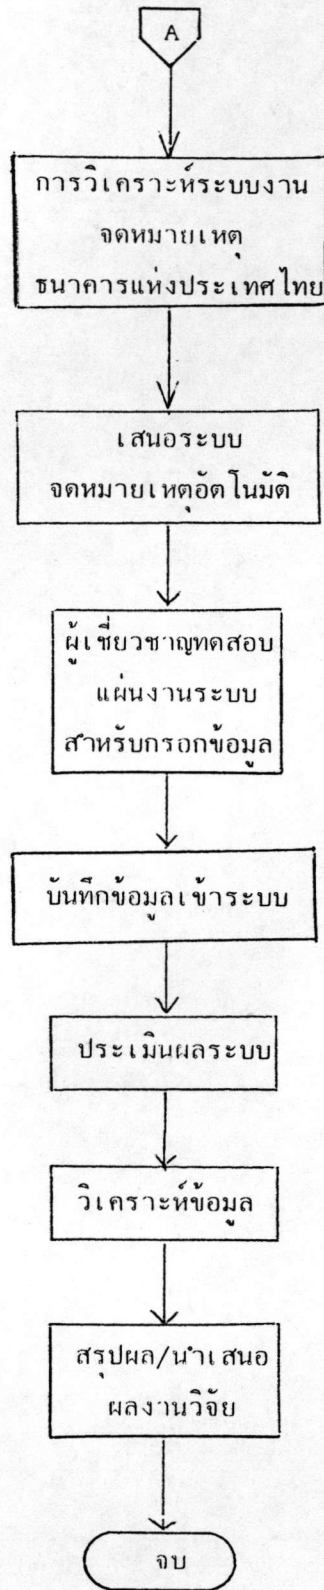 A
การวิเคราะห์ระบบงาน
จดหมายเหตุ
ธนาคารแห่งประเทศไทย
เสนอระบบ
จดหมายเหตุอัตโนมัติ
ผู้เชี่ยวชาญทดสอบ
แผ่นงานระบบ
สำหรับกรอกข้อมูล
บันทึกข้อมูลเข้าระบบ
ประเมินผลระบบ
วิเคราะห์ข้อมูล
สรุปผล/นำเสนอ
ผลงานวิจัย
จบ